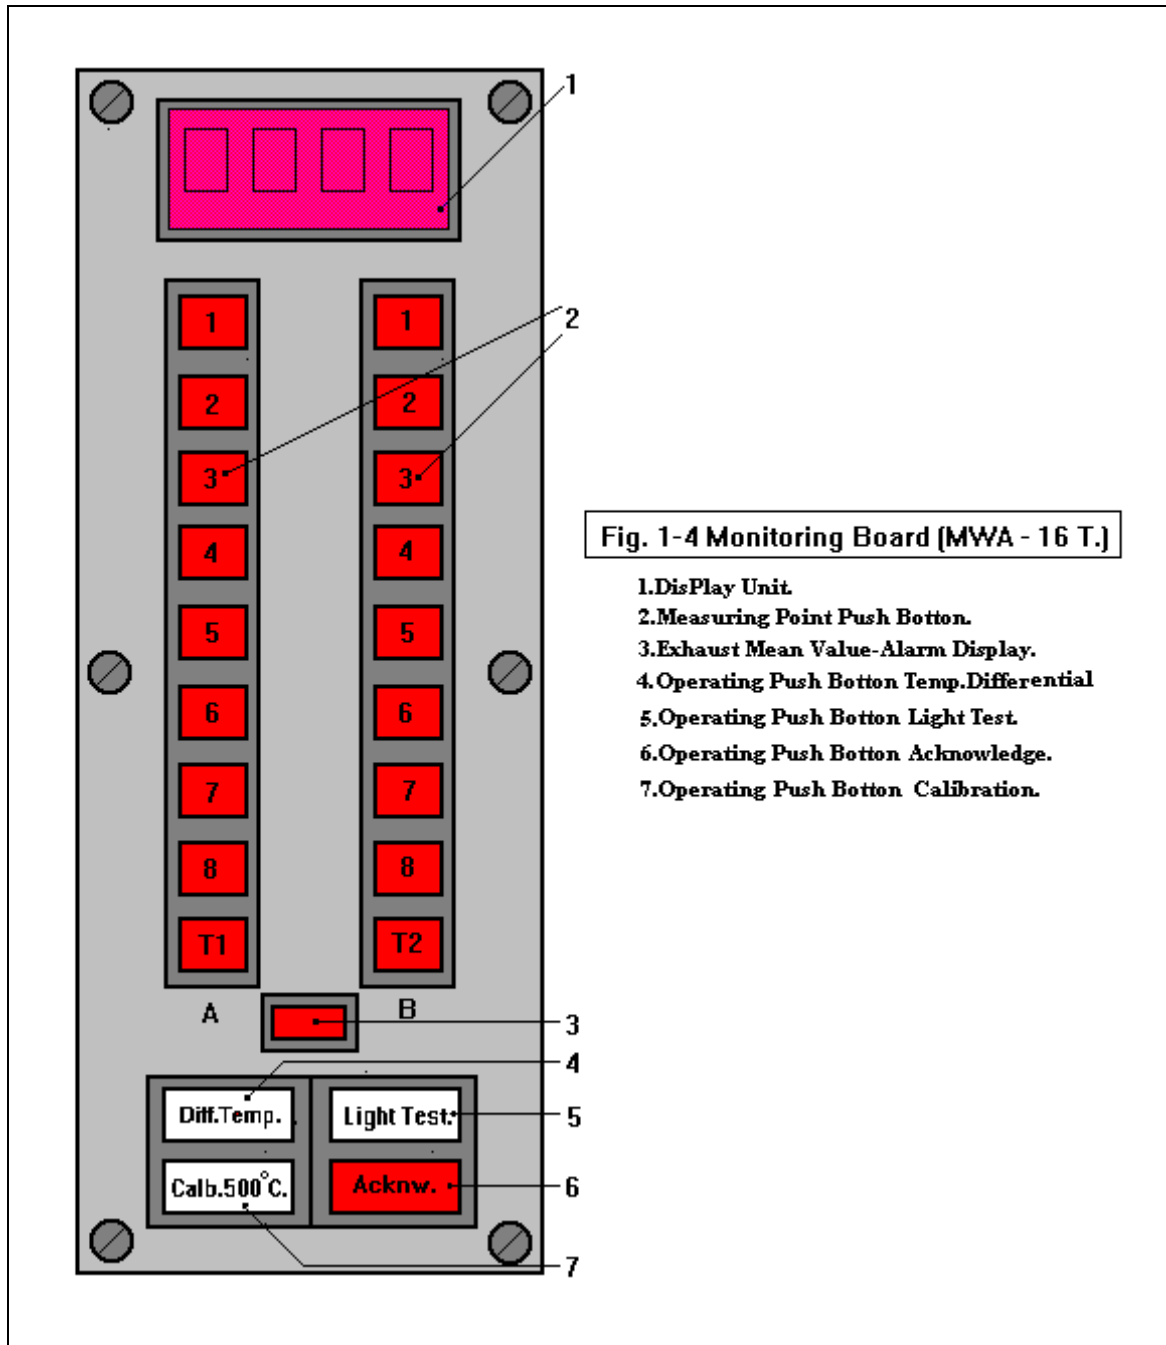 1
1 1
2
2 2
3 3
4 4
5 5
6 6
7 7
8 8
T1 T2
A B
3
4
Diff.Temp. Light Test.
5
Calb.500°C. Acknw.
6
7
Fig. 1-4 Monitoring Board (MWA - 16 T.)
1.DisPlay Unit.
2.Measuring Point Push Botton.
3.Exhaust Mean Value-Alarm Display.
4.Operating Push Botton Temp.Differential
5.Operating Push Botton Light Test.
6.Operating Push Botton Acknowledge.
7.Operating Push Botton Calibration.